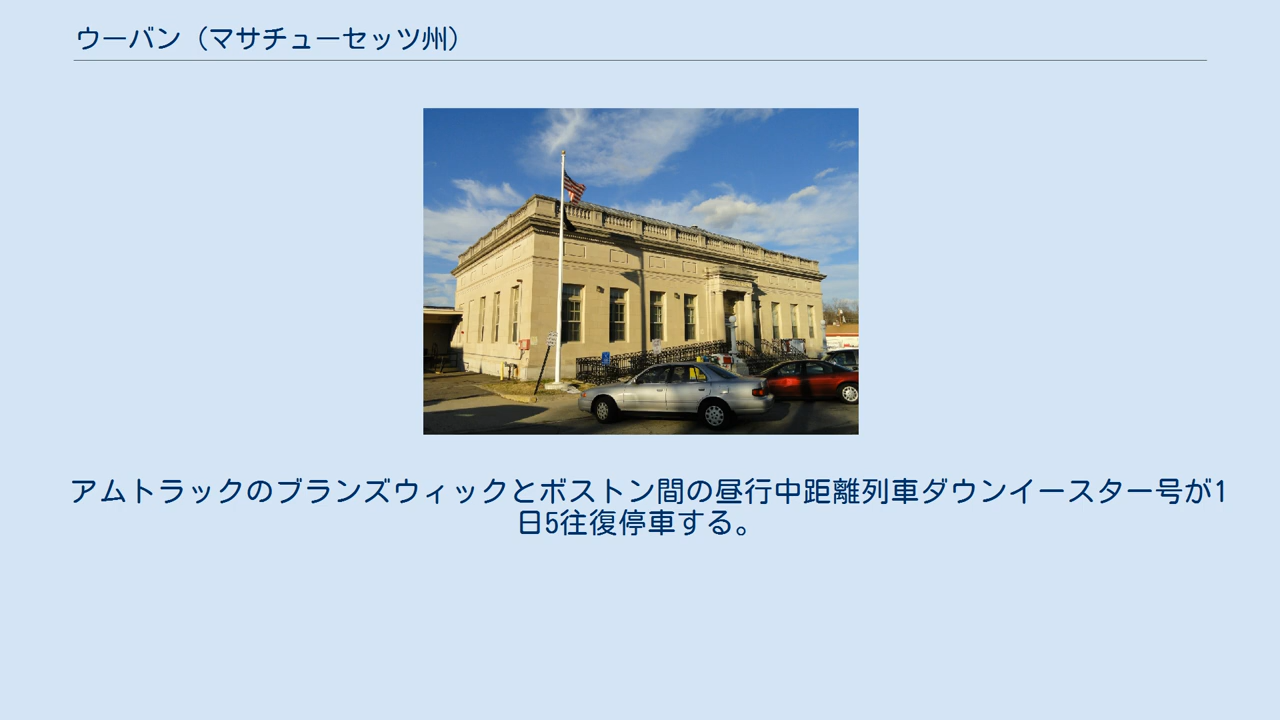 ウーバン（マサチューセッツ州）
アムトラックのブランズウィックとボストン間の昼行中距離列車ダウンイースター号が1
日5往復停車する。